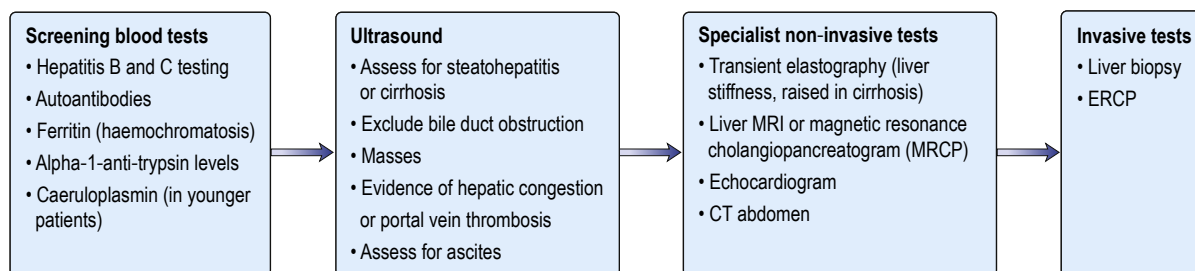 Screening blood tests
• Hepatitis B and C testing
• Autoantibodies
• Ferritin (haemochromatosis)
• Alpha-1-anti-trypsin levels
• Caeruloplasmin (in younger
patients)
Ultrasound
• Assess for steatohepatitis
or cirrhosis
• Exclude bile duct obstruction
• Masses
• Evidence of hepatic congestion
or portal vein thrombosis
• Assess for ascites
Specialist non-invasive tests
• Transient elastography (liver
stiffness, raised in cirrhosis)
• Liver MRI or magnetic resonance
cholangiopancreatogram (MRCP)
• Echocardiogram
• CT abdomen
Invasive tests
• Liver biopsy
• ERCP